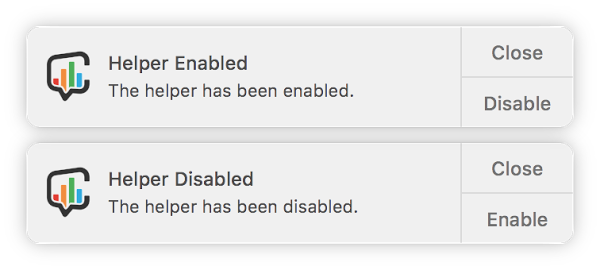 Helper Enabled
The helper has been enabled.
Close
Disable
Helper Disabled
The helper has been disabled.
Close
Enable